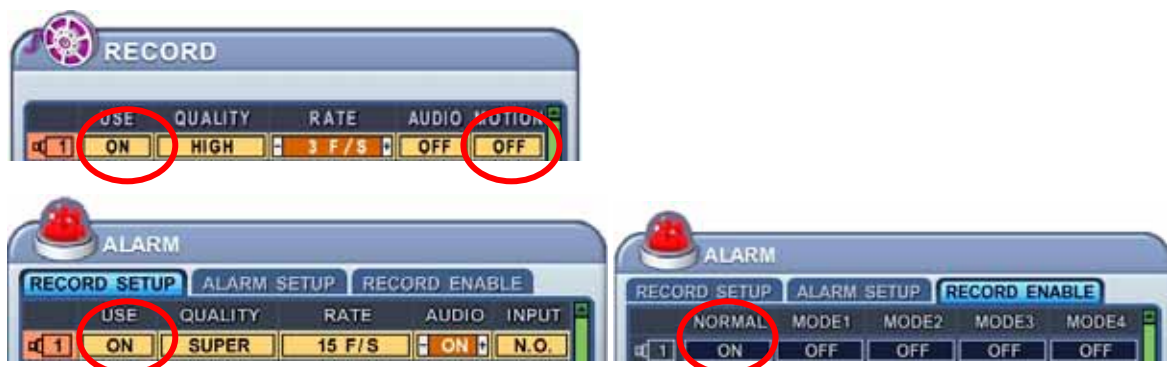 RECORD
USE QUALITY RATE AUDIO MOTION
1 ON HIGH - 3 F/S + OFF OFF
ALARM
RECORD SETUP ALARM SETUP RECORD ENABLE
USE QUALITY RATE AUDIO INPUT
1 ON SUPER 15 F/S - ON + N.O.
ALARM
RECORD SETUP ALARM SETUP RECORD ENABLE
NORMAL MODE1 MODE2 MODE3 MODE4
1 ON OFF OFF OFF OFF